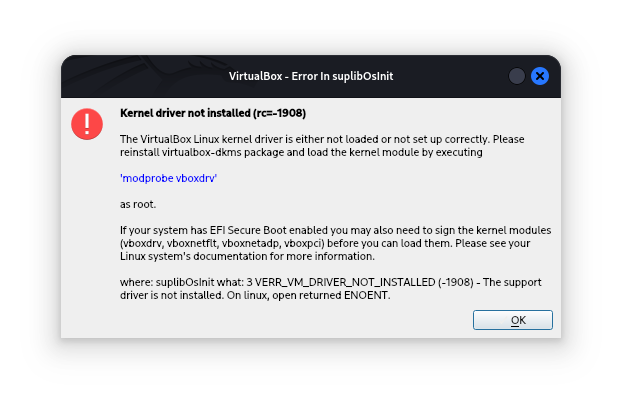 VirtualBox - Error In suplibOsInit
Kernel driver not installed (rc=-1908)
The VirtualBox Linux kernel driver is either not loaded or not set up correctly. Please
reinstall virtualbox-dkms package and load the kernel module by executing
'modprobe vboxdrv'
as root.
If your system has EFI Secure Boot enabled you may also need to sign the kernel modules
(vboxdrv, vboxnetflt, vboxnetadp, vboxpci) before you can load them. Please see your
Linux system's documentation for more information.
where: suplibOsInit what: 3 VERR_VM_DRIVER_NOT_INSTALLED (-1908) - The support
driver is not installed. On linux, open returned ENOENT.
OK